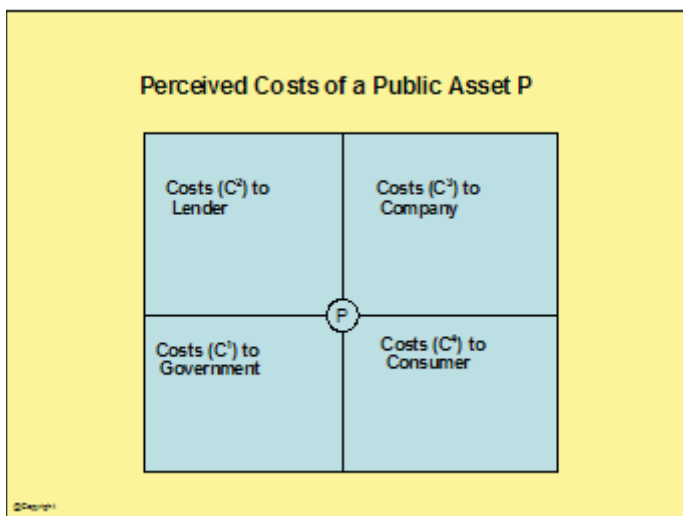 Perceived Costs of a Public Asset P
Costs (C²) to
Lender
Costs (C³) to
Company
P
Costs (C¹) to
Government
Costs (C⁴) to
Consumer
@Copyright